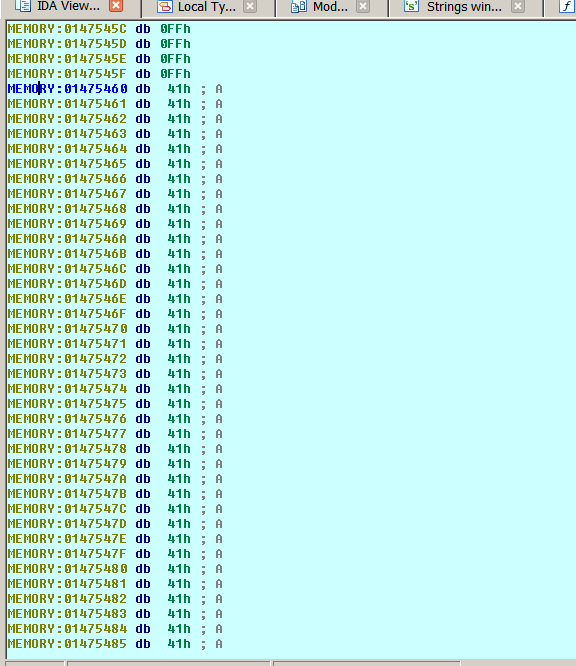 IDA View... Local Ty... Mod... Strings win... f
MEMORY:0147545C db 0FFh
MEMORY:0147545D db 0FFh
MEMORY:0147545E db 0FFh
MEMORY:0147545F db 0FFh
MEMORY:01475460 db 41h ; A
MEMORY:01475461 db 41h ; A
MEMORY:01475462 db 41h ; A
MEMORY:01475463 db 41h ; A
MEMORY:01475464 db 41h ; A
MEMORY:01475465 db 41h ; A
MEMORY:01475466 db 41h ; A
MEMORY:01475467 db 41h ; A
MEMORY:01475468 db 41h ; A
MEMORY:01475469 db 41h ; A
MEMORY:0147546A db 41h ; A
MEMORY:0147546B db 41h ; A
MEMORY:0147546C db 41h ; A
MEMORY:0147546D db 41h ; A
MEMORY:0147546E db 41h ; A
MEMORY:0147546F db 41h ; A
MEMORY:01475470 db 41h ; A
MEMORY:01475471 db 41h ; A
MEMORY:01475472 db 41h ; A
MEMORY:01475473 db 41h ; A
MEMORY:01475474 db 41h ; A
MEMORY:01475475 db 41h ; A
MEMORY:01475476 db 41h ; A
MEMORY:01475477 db 41h ; A
MEMORY:01475478 db 41h ; A
MEMORY:01475479 db 41h ; A
MEMORY:0147547A db 41h ; A
MEMORY:0147547B db 41h ; A
MEMORY:0147547C db 41h ; A
MEMORY:0147547D db 41h ; A
MEMORY:0147547E db 41h ; A
MEMORY:0147547F db 41h ; A
MEMORY:01475480 db 41h ; A
MEMORY:01475481 db 41h ; A
MEMORY:01475482 db 41h ; A
MEMORY:01475483 db 41h ; A
MEMORY:01475484 db 41h ; A
MEMORY:01475485 db 41h ; A